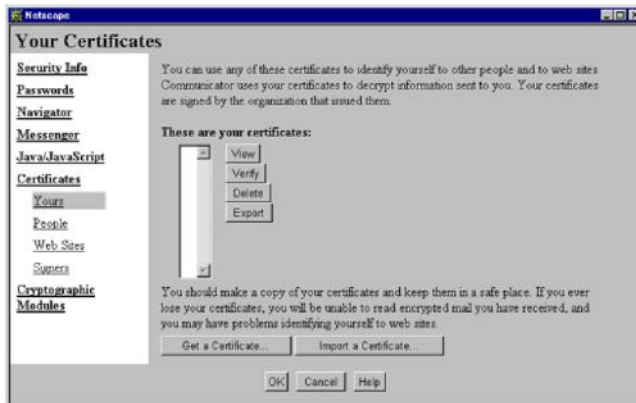 Netscape
Your Certificates
Security Info
Passwords
Navigator
Messenger
Java/JavaScript
Certificates
Yours
People
Web Sites
Signers
Cryptographic
Modules
You can use any of these certificates to identify yourself to other people and to web sites
Communicator uses your certificates to decrypt information sent to you. Your certificates
are signed by the organization that issued them.
These are your certificates:
View
Verify
Delete
Export
You should make a copy of your certificates and keep them in a safe place. If you ever
lose your certificates, you will be unable to read encrypted mail you have received, and
you may have problems identifying yourself to web sites.
Get a Certificate...
Import a Certificate...
OK
Cancel
Help